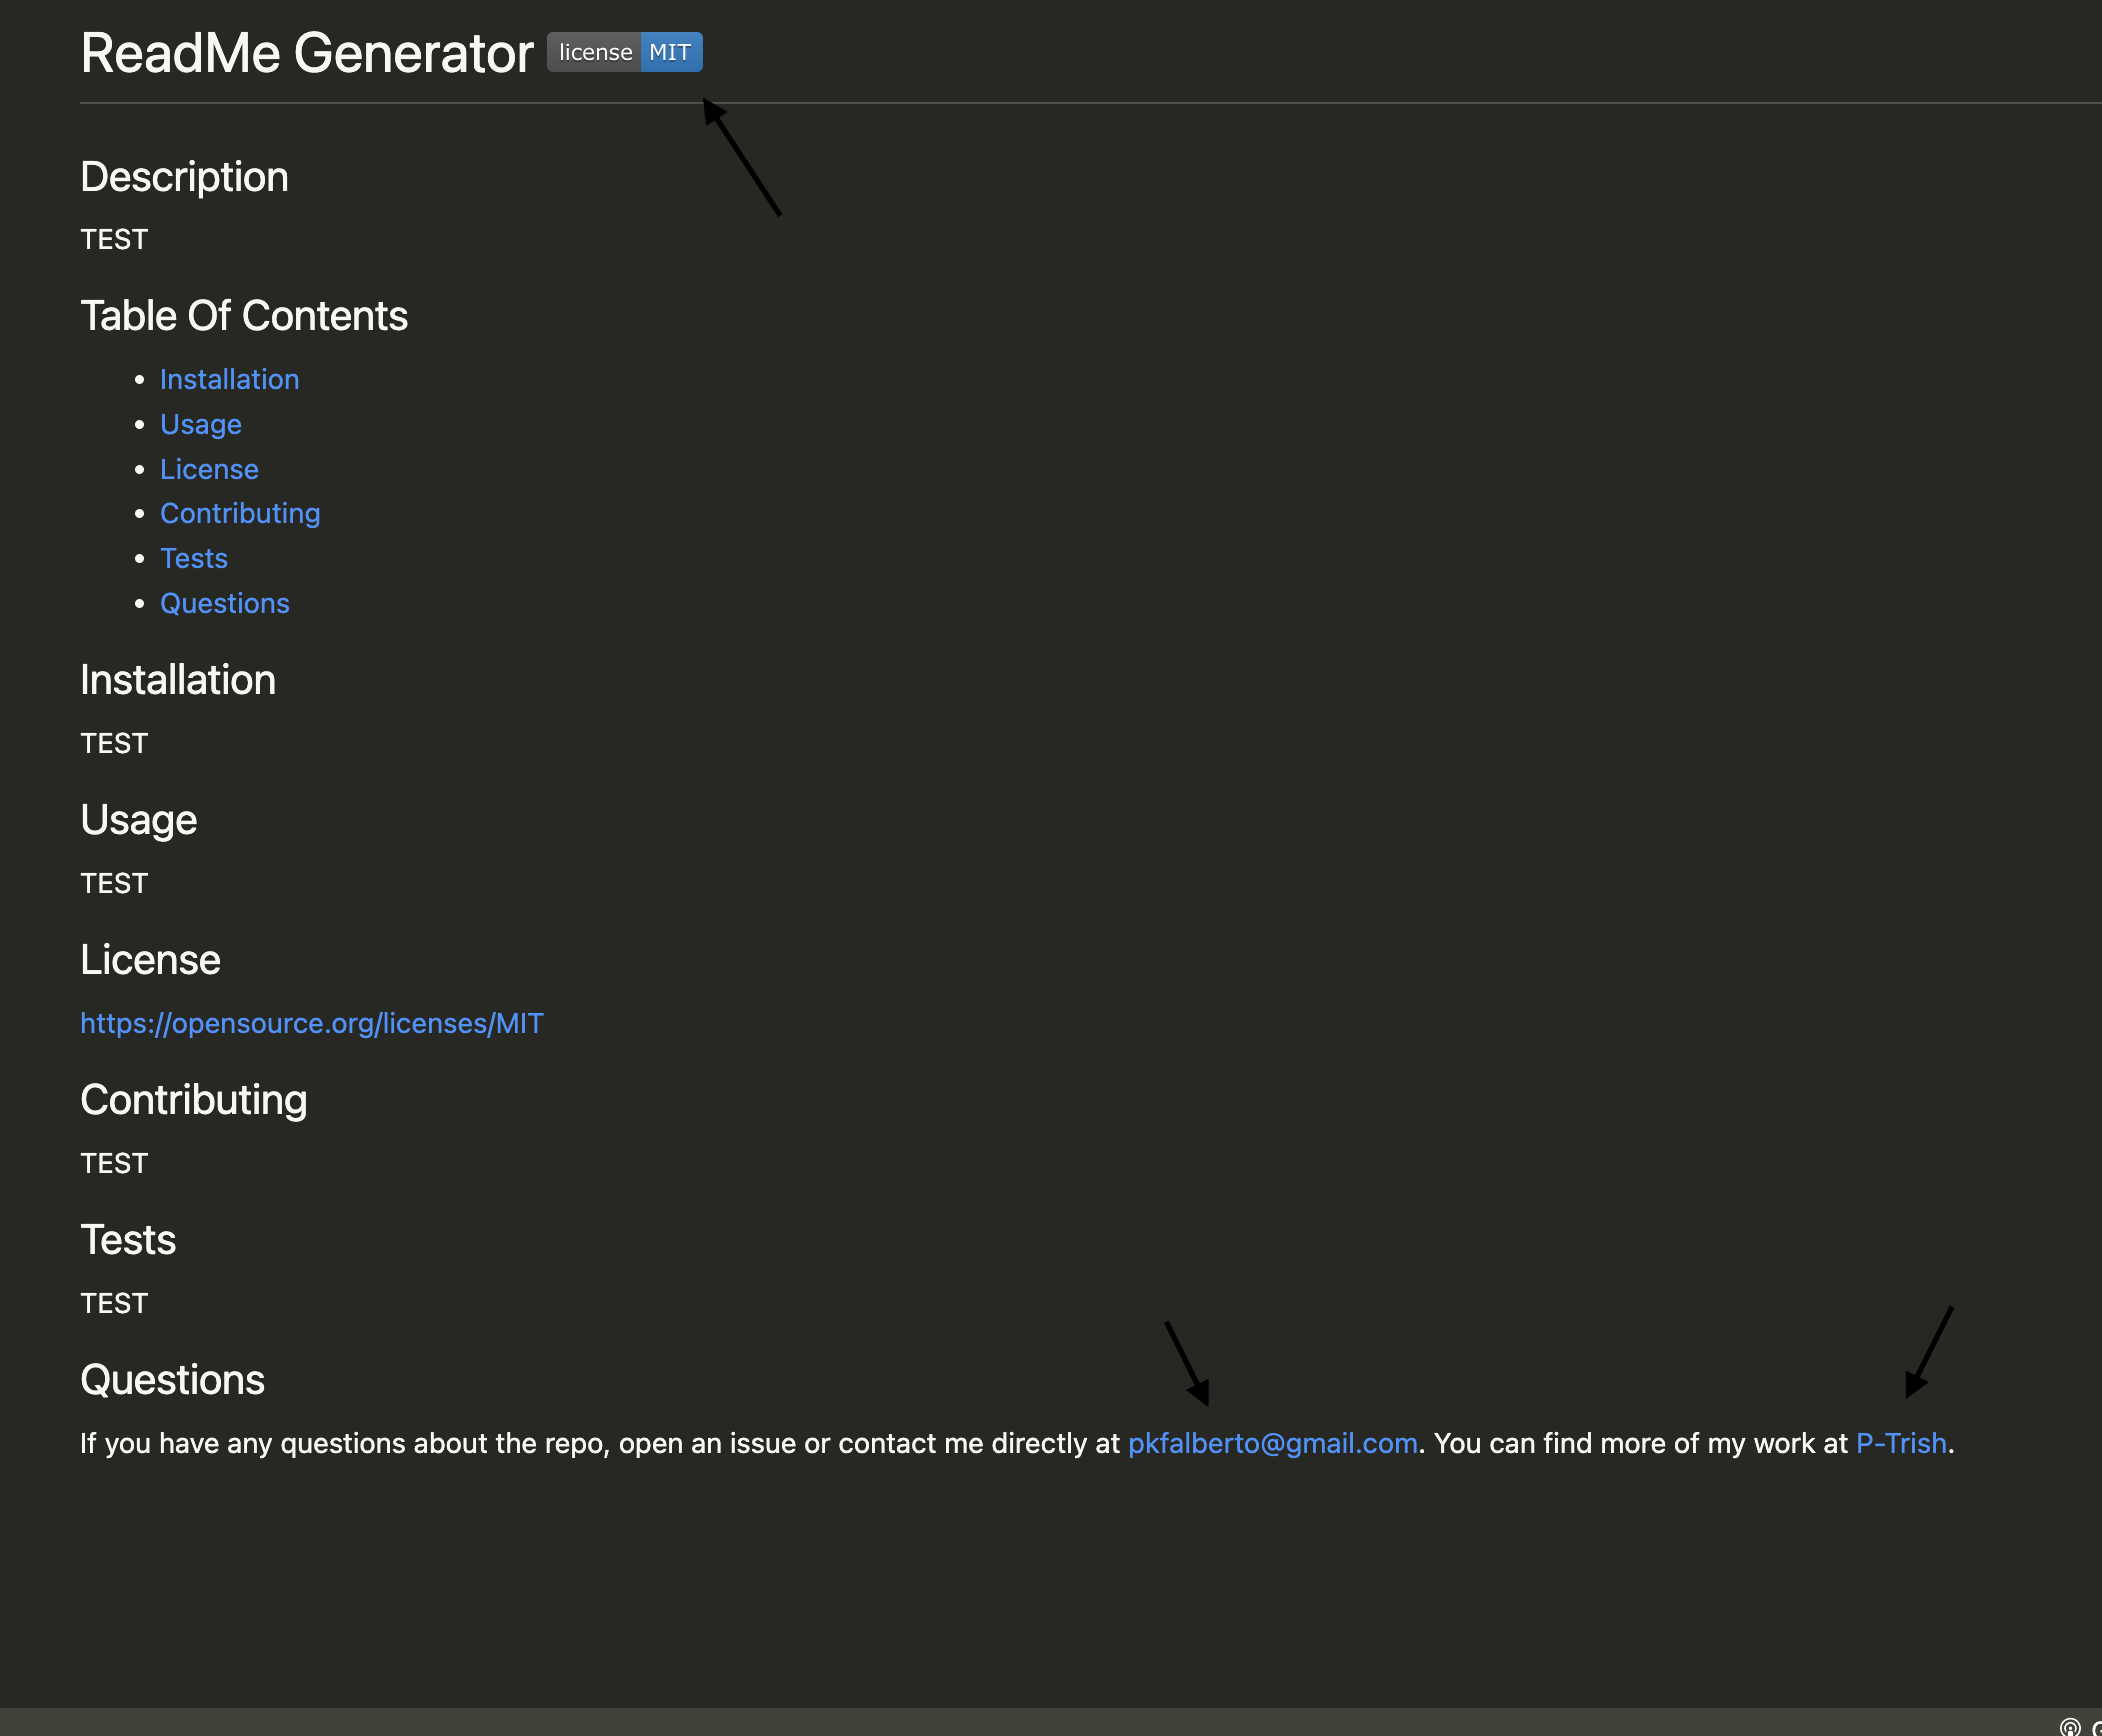 ReadMe Generator license MIT
Description
TEST
Table Of Contents
Installation
Usage
License
Contributing
Tests
Questions
Installation
TEST
Usage
TEST
License
https://opensource.org/licenses/MIT
Contributing
TEST
Tests
TEST
Questions
If you have any questions about the repo, open an issue or contact me directly at pkfalberto@gmail.com. You can find more of my work at P-Trish.